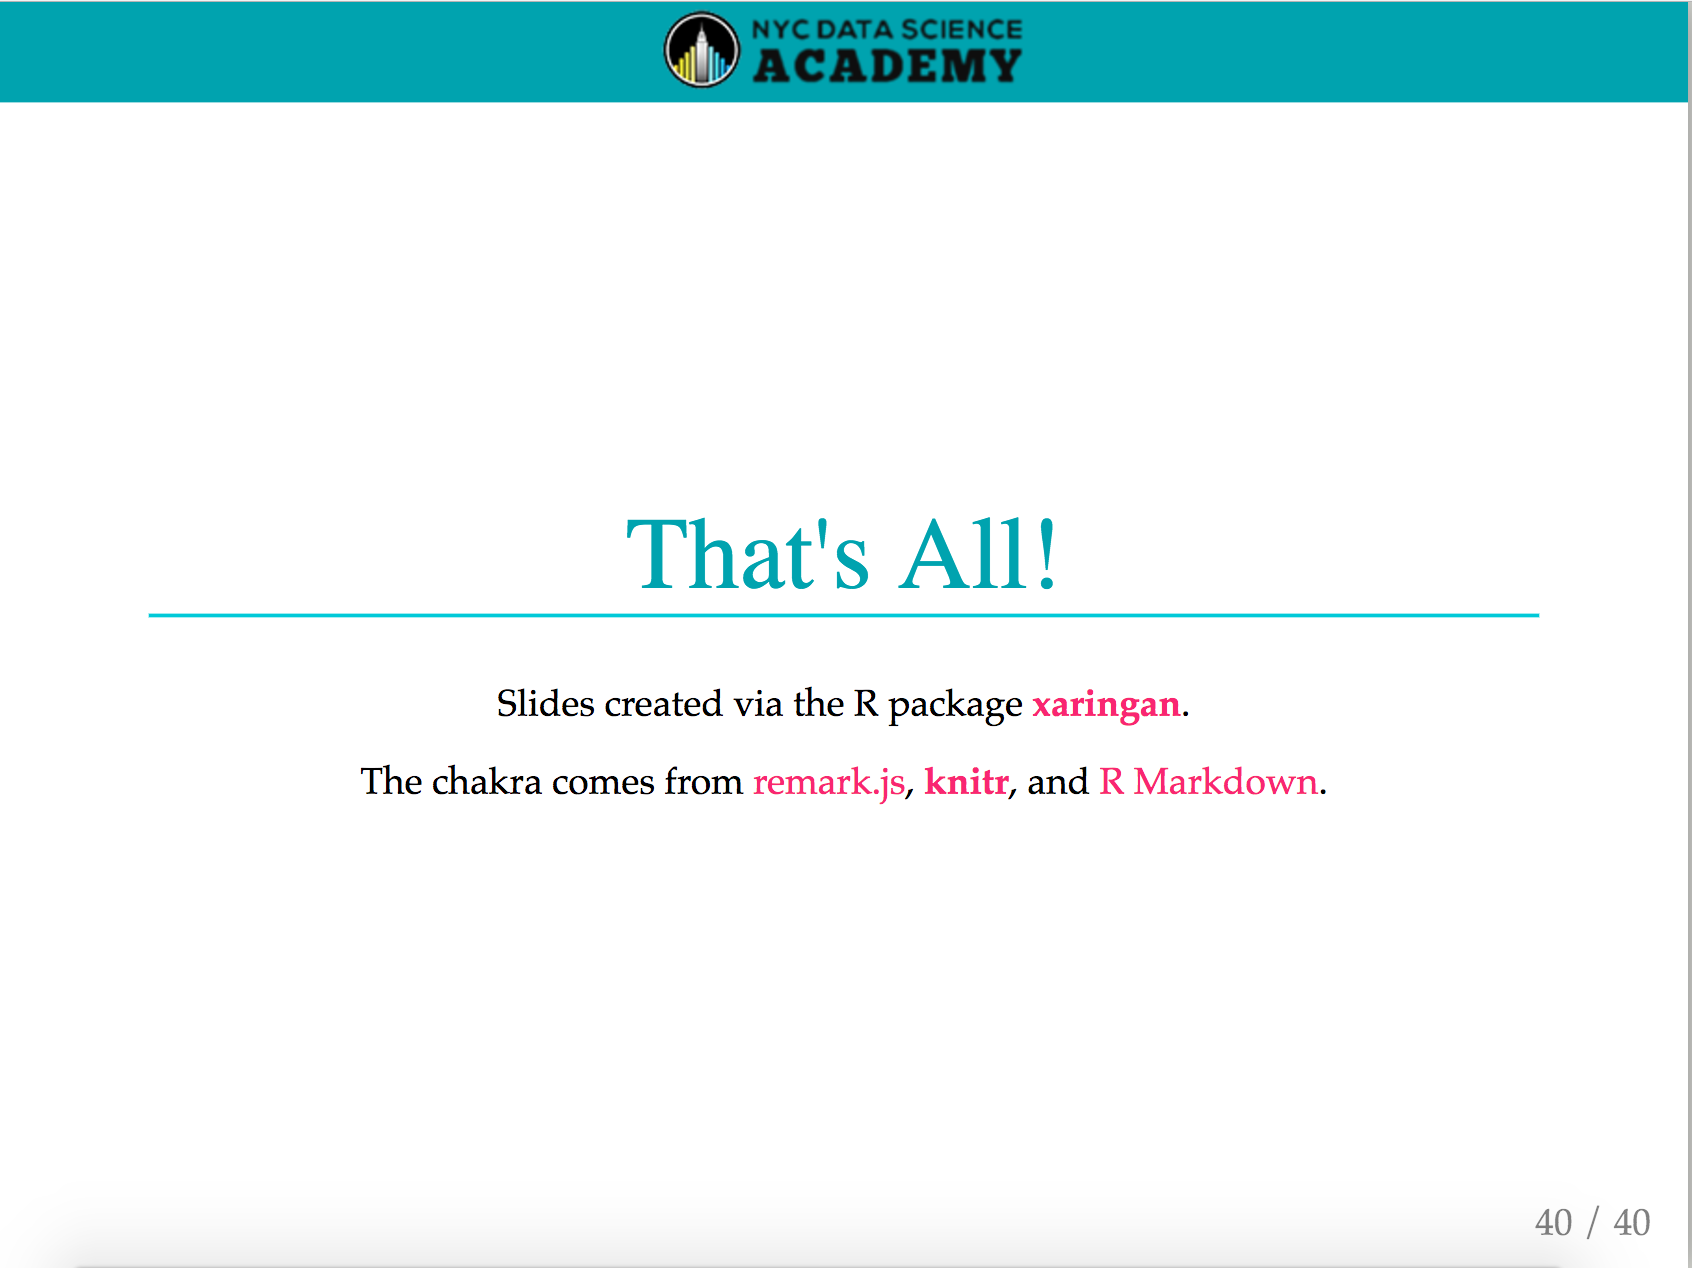 NYC DATA SCIENCE
ACADEMY
That's All!
Slides created via the R package xaringan.
The chakra comes from remark.js, knitr, and R Markdown.
40 / 40